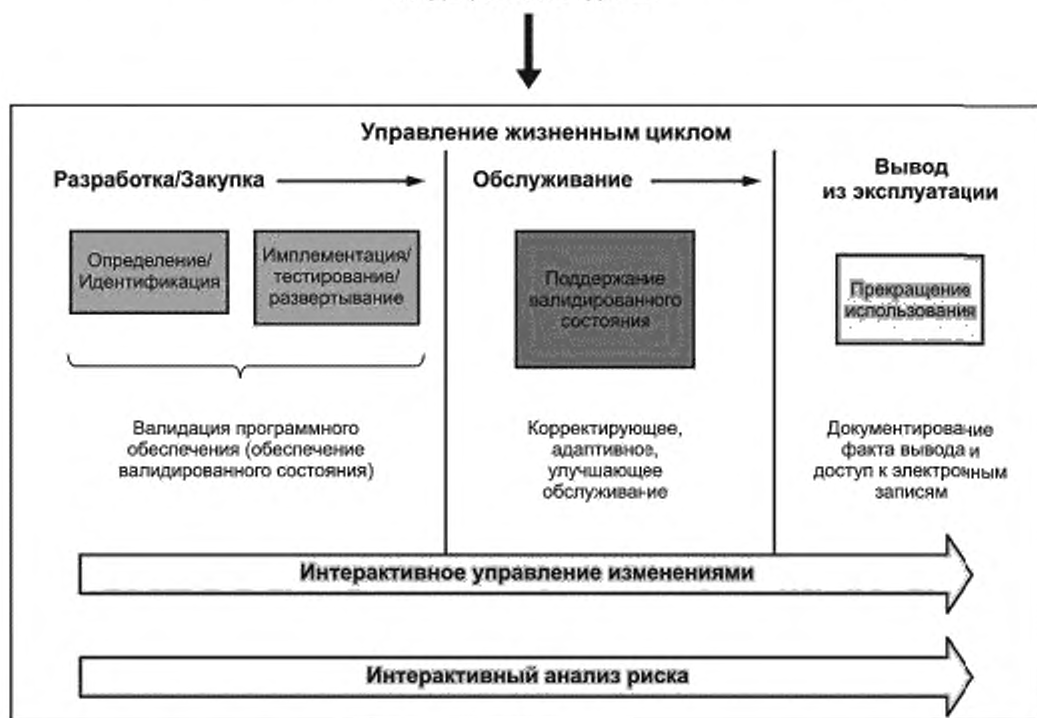 Управление жизненным циклом
Разработка/Закупка
Обслуживание
Вывод
из эксплуатации
Определение/
Идентификация
Имплементация/
тестирование/
развертывание
Поддержание
валидированного
состояния
Прекращение
использования
Валидация программного
обеспечения (обеспечение
валидированного состояния)
Корректирующее,
адаптивное,
улучшающее
обслуживание
Документирование
факта вывода и
доступ к электронным
записям
Интерактивное управление изменениями
Интерактивный анализ риска